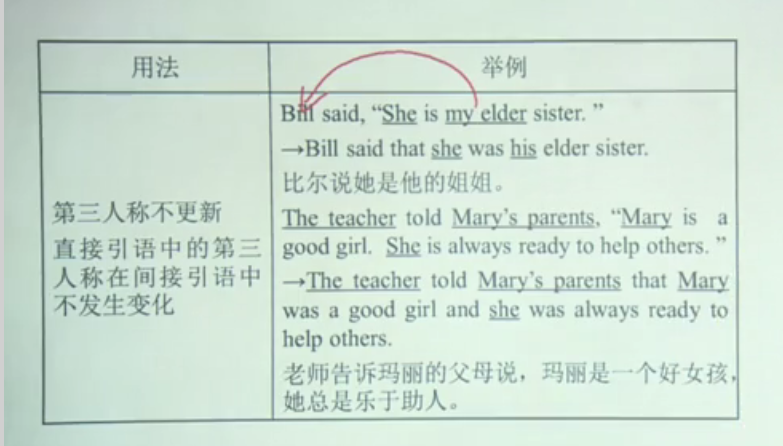 用法
举例
第三人称不更新
直接引语中的第三
人称在间接引语中
不发生变化
Bill said, “She is my elder sister. ”
→Bill said that she was his elder sister.
比尔说她是他的姐姐。
The teacher told Mary's parents, “Mary is a
good girl. She is always ready to help others. ”
→The teacher told Mary's parents that Mary
was a good girl and she was always ready to
help others.
老师告诉玛丽的父母说，玛丽是一个好女孩，
她总是乐于助人。